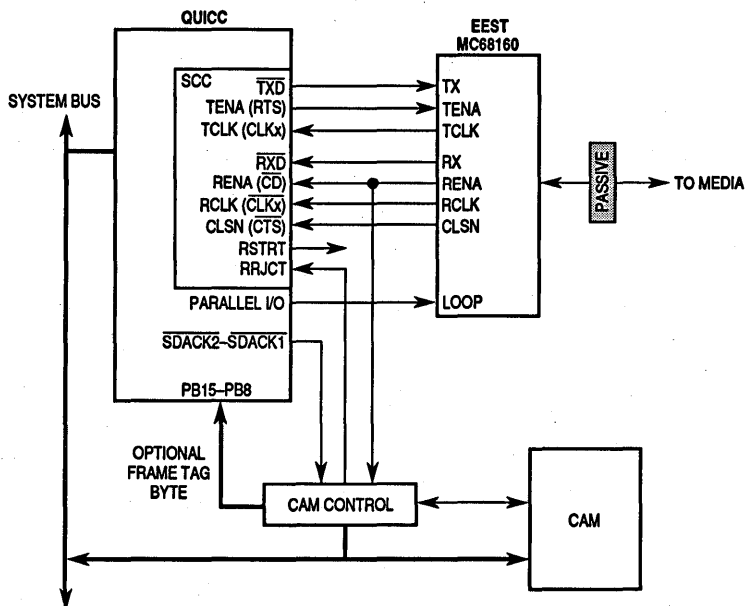 QUICC
EEST
MC68160
SYSTEM BUS
SCC
TXD
TX
TENA (RTS)
TENA
TCLK (CLKx)
TCLK
RXD
RX
RENA (CD)
RENA
RCLK (CLKx)
RCLK
CLSN (CTS)
CLSN
RSTRT
RRJCT
PARALLEL I/O
LOOP
SDACK2–SDACK1
PB15–PB8
PASSIVE
TO MEDIA
OPTIONAL
FRAME TAG
BYTE
CAM CONTROL
CAM